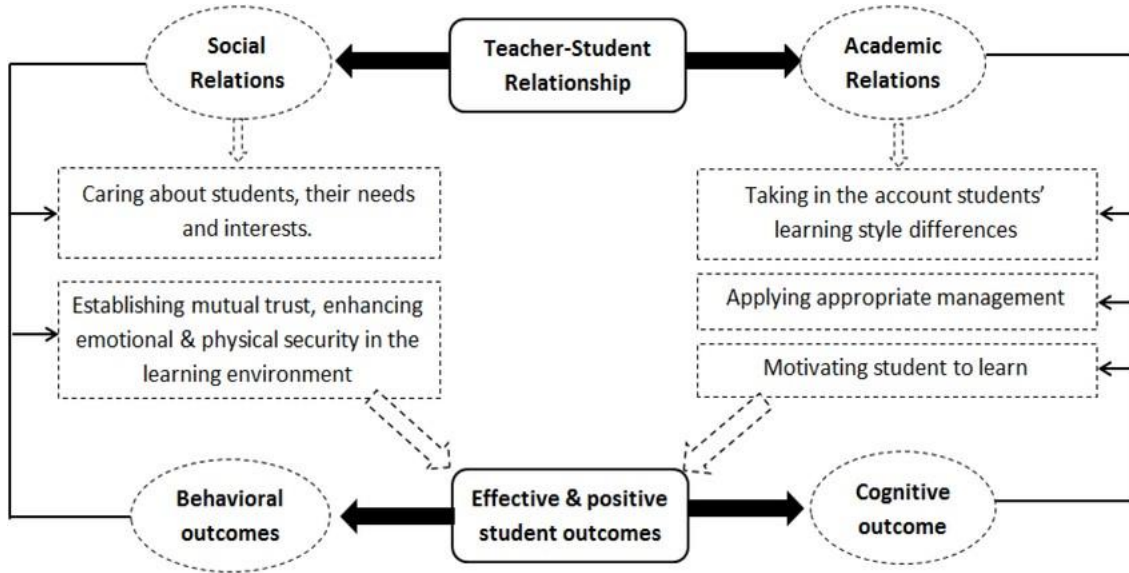 Social
Relations
Teacher-Student
Relationship
Academic
Relations
Caring about students, their needs
and interests.
Taking in the account students’
learning style differences
Establishing mutual trust, enhancing
emotional & physical security in the
learning environment
Applying appropriate management
Motivating student to learn
Behavioral
outcomes
Effective & positive
student outcomes
Cognitive
outcome